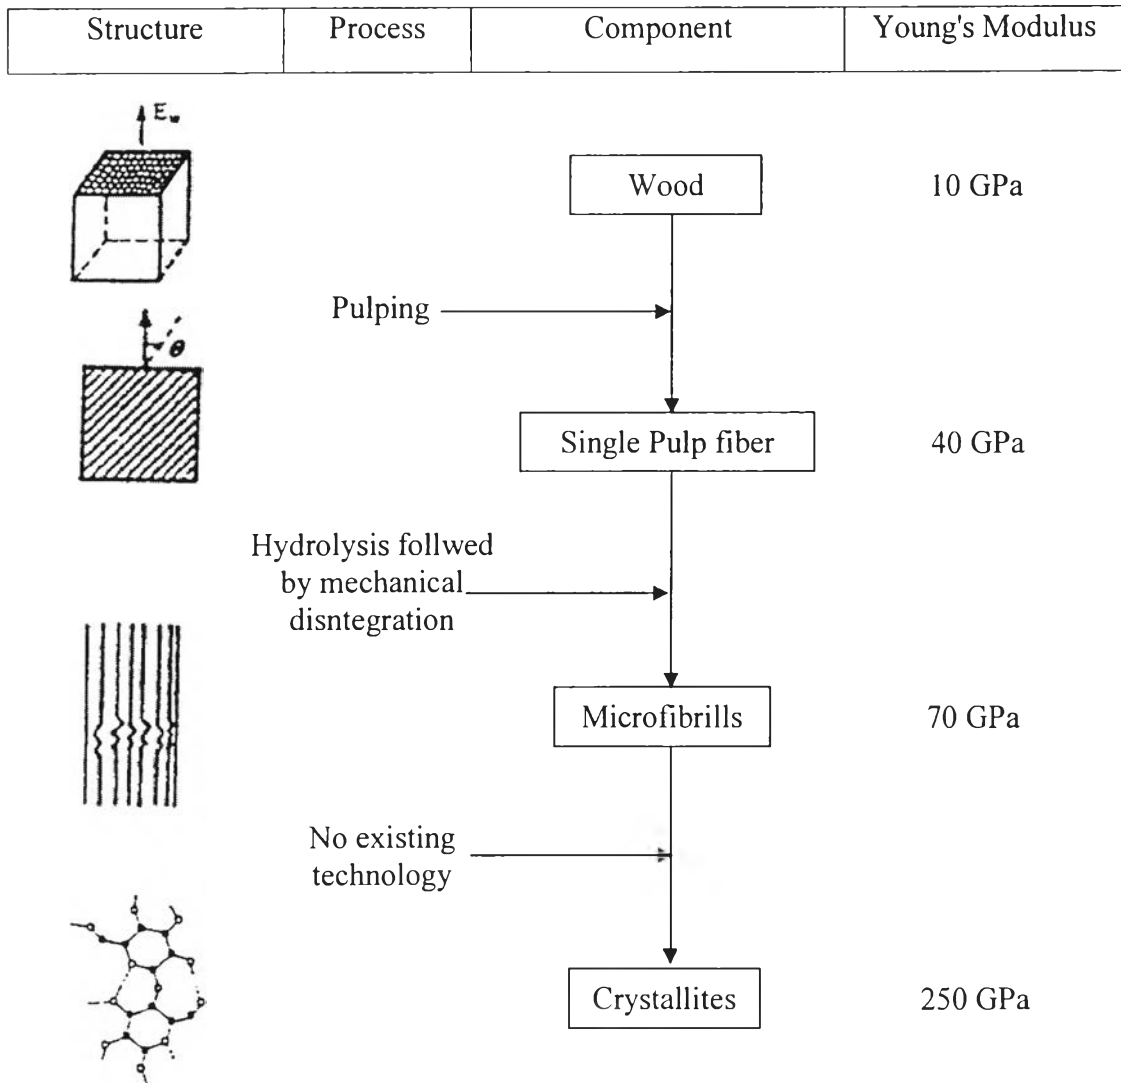 Structure Process Component Young's Modulus
E_w
Wood 10 GPa
Pulping
θ
Single Pulp fiber 40 GPa
Hydrolysis follwed
by mechanical
disntegration
Microfibrills 70 GPa
No existing
technology
Crystallites 250 GPa